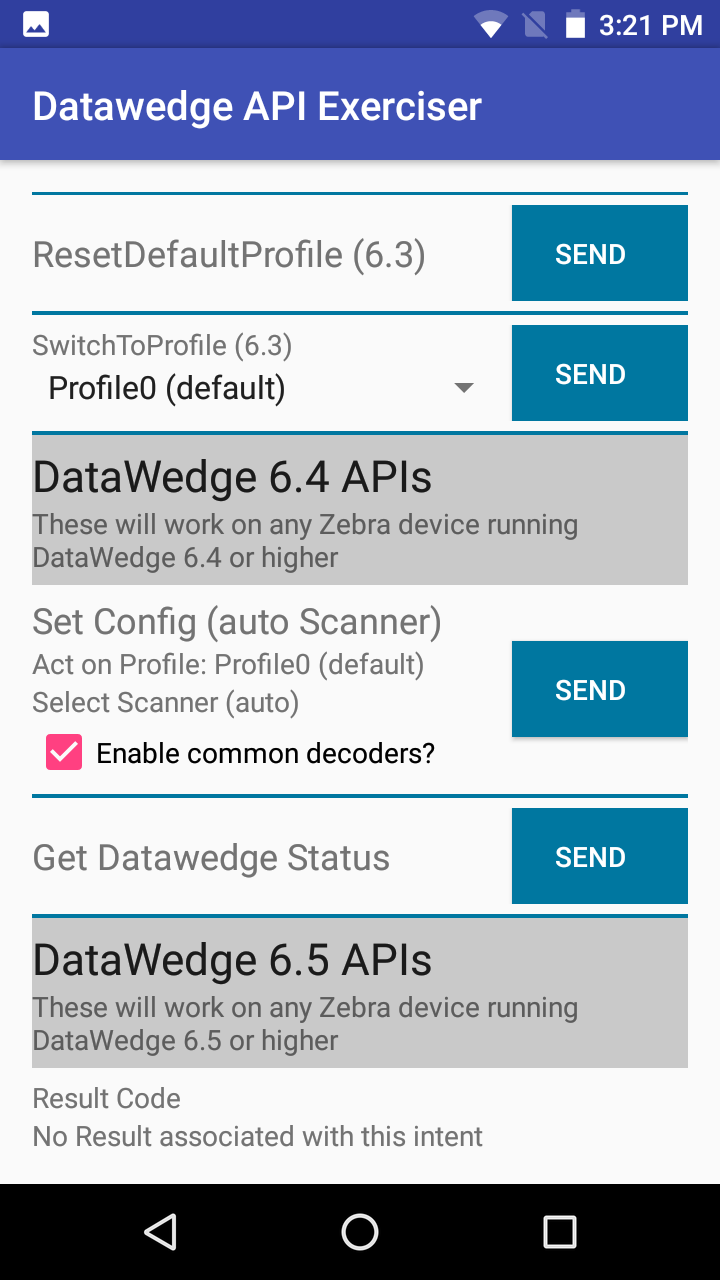 3:21 PM
Datawedge API Exerciser
ResetDefaultProfile (6.3)
SEND
SwitchToProfile (6.3)
Profile0 (default)
SEND
DataWedge 6.4 APIs
These will work on any Zebra device running
DataWedge 6.4 or higher
Set Config (auto Scanner)
Act on Profile: Profile0 (default)
Select Scanner (auto)
SEND
Enable common decoders?
Get Datawedge Status
SEND
DataWedge 6.5 APIs
These will work on any Zebra device running
DataWedge 6.5 or higher
Result Code
No Result associated with this intent